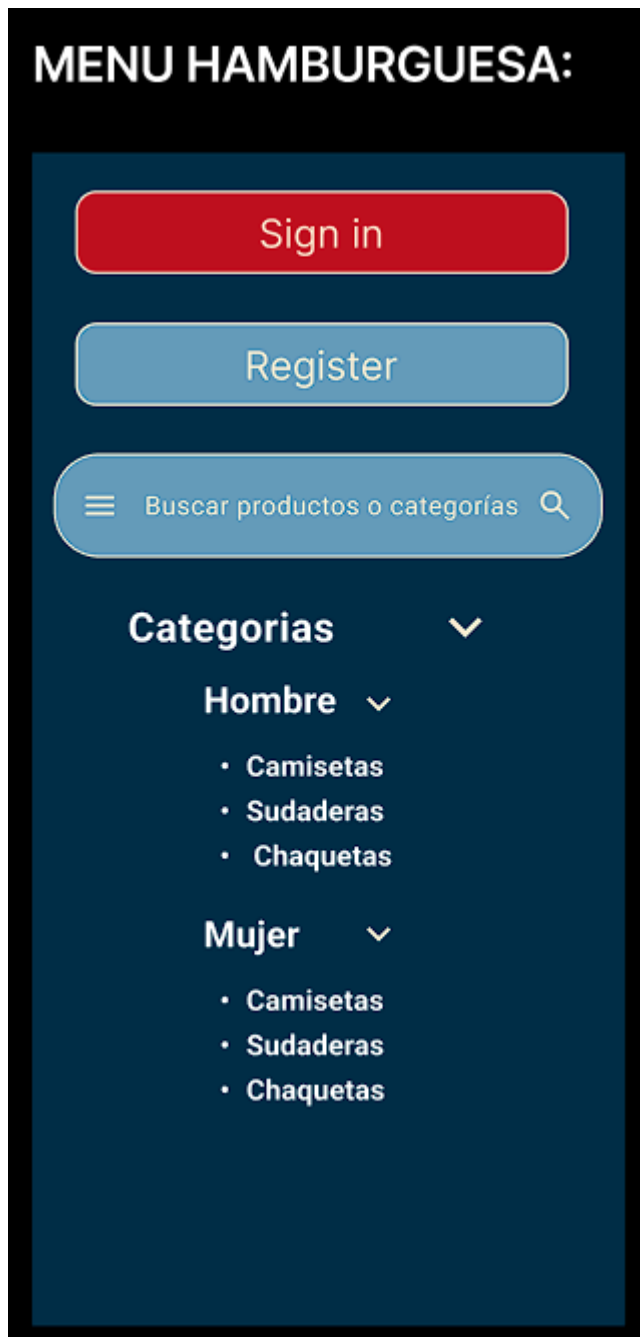 MENU HAMBURGUESA:
Sign in
Register
Buscar productos o categorías
Categorias
Hombre
• Camisetas
• Sudaderas
• Chaquetas
Mujer
• Camisetas
• Sudaderas
• Chaquetas